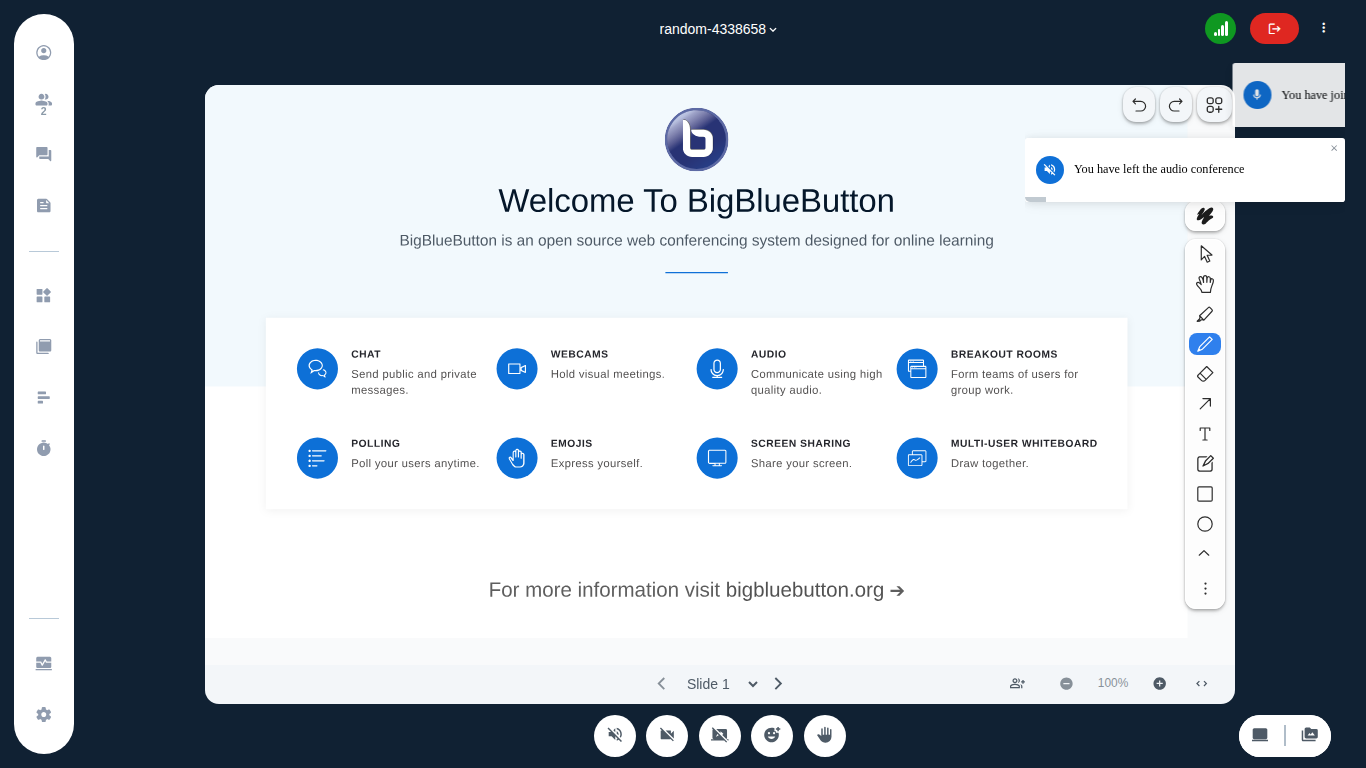 random-4338658
2
You have joi
You have left the audio conference
Welcome To BigBlueButton
BigBlueButton is an open source web conferencing system designed for online learning
CHAT
Send public and private
messages.
WEBCAMS
Hold visual meetings.
AUDIO
Communicate using high
quality audio.
BREAKOUT ROOMS
Form teams of users for
group work.
POLLING
Poll your users anytime.
EMOJIS
Express yourself.
SCREEN SHARING
Share your screen.
MULTI-USER WHITEBOARD
Draw together.
For more information visit bigbluebutton.org ➔
Slide 1
100%